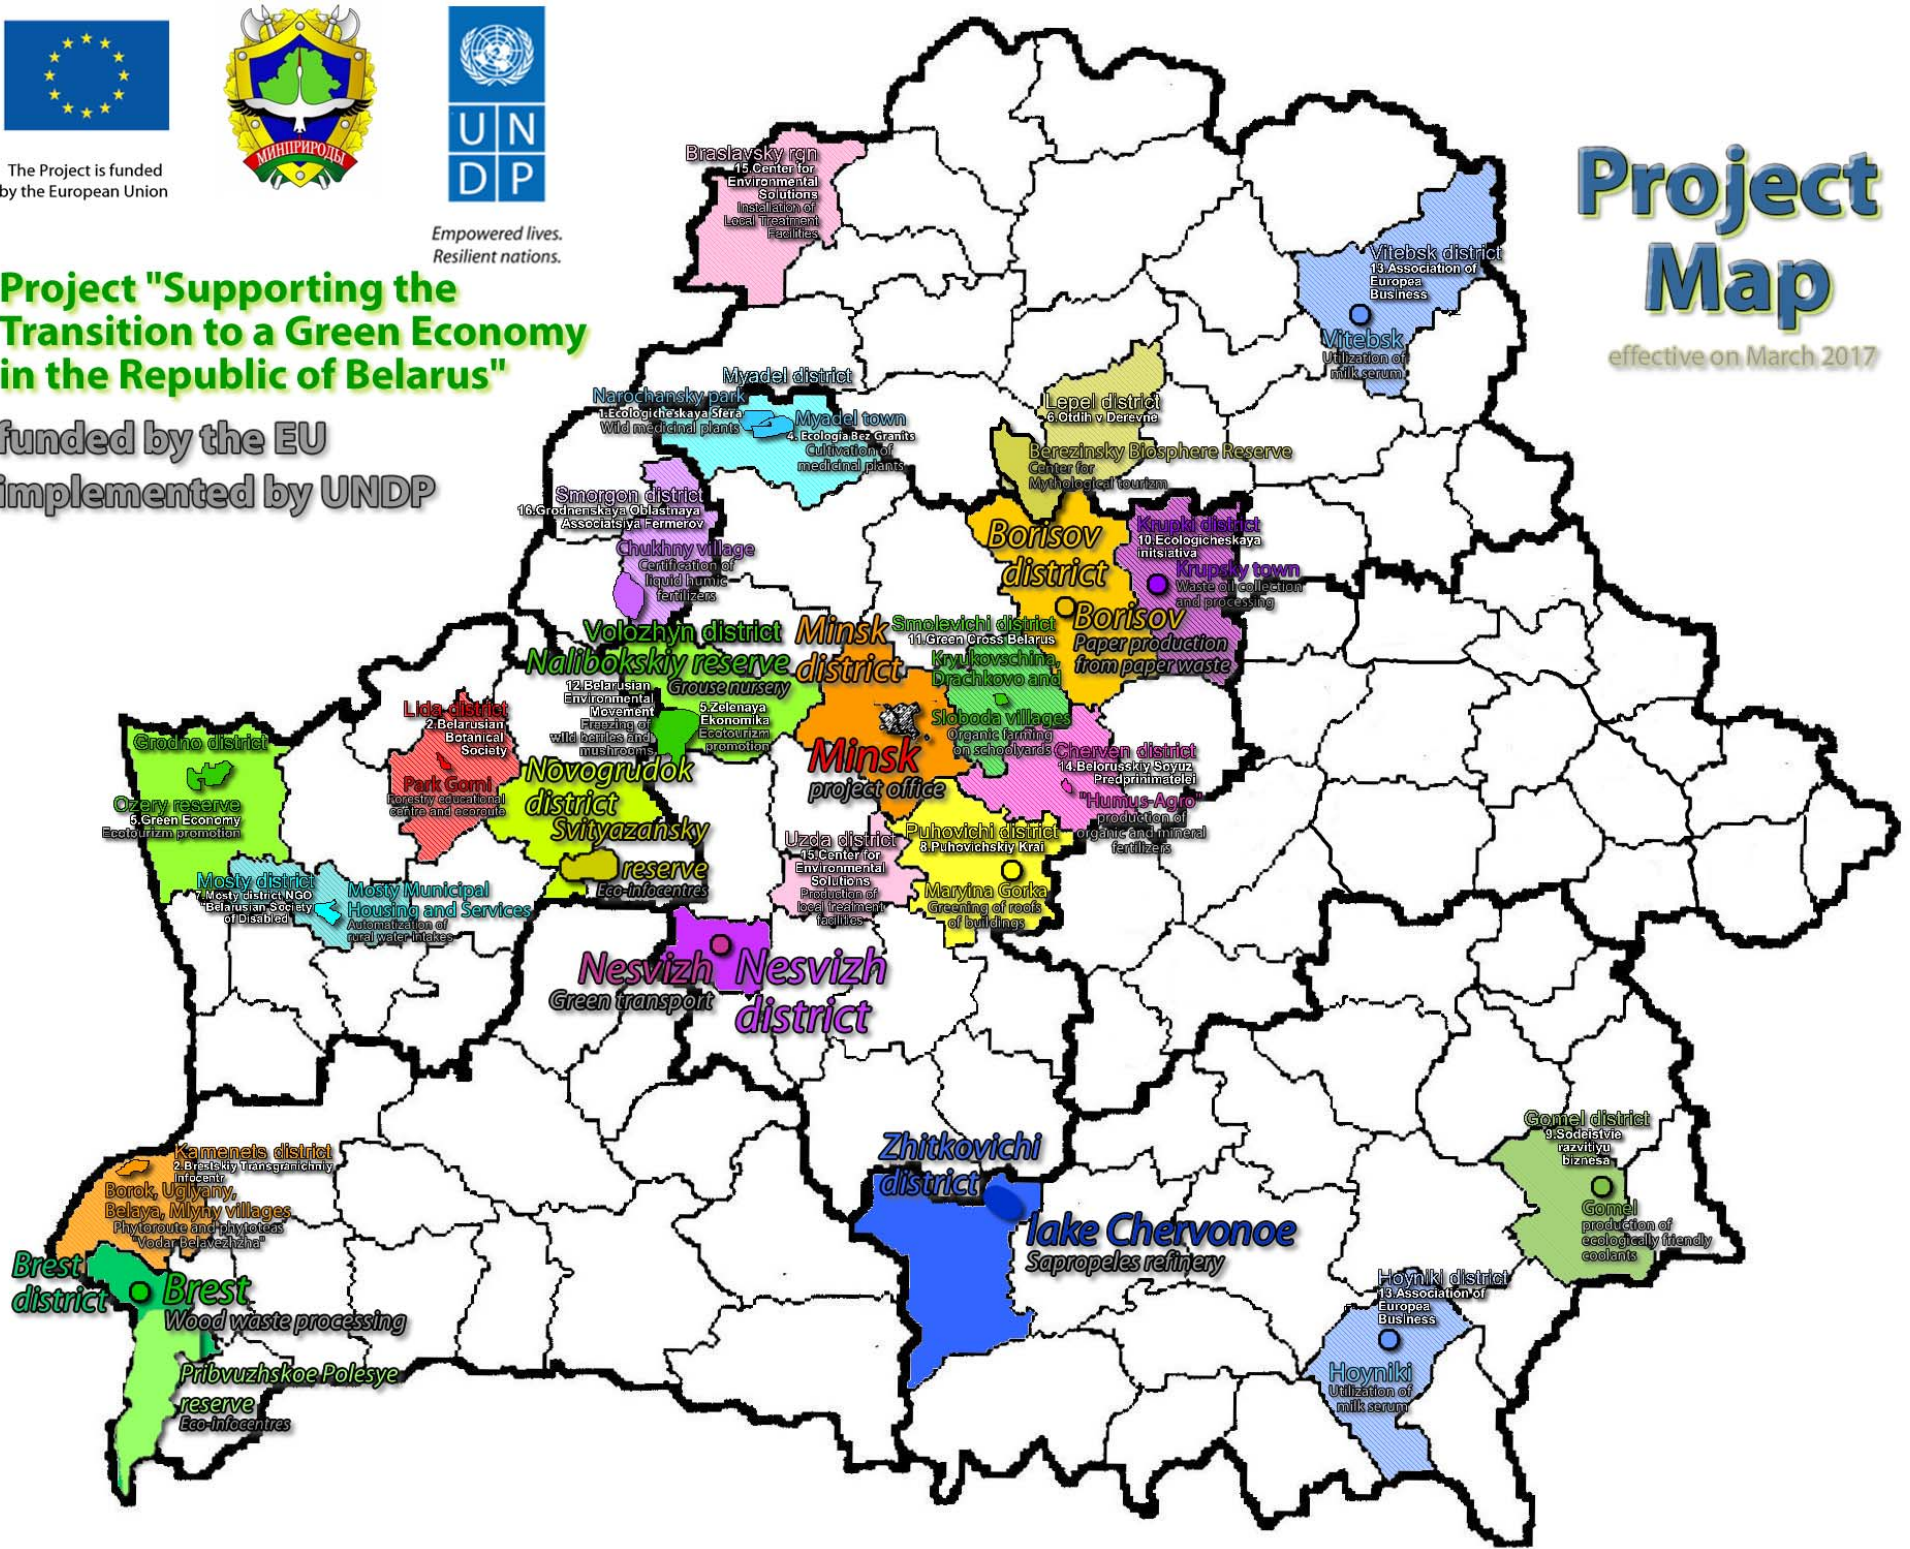 The Project is funded
by the European Union
МИНПРИРОДЫ
U N
D P
Empowered lives.
Resilient nations.
Project "Supporting the
Transition to a Green Economy
in the Republic of Belarus"
funded by the EU
implemented by UNDP
Project
Map
effective on March 2017
Braslavsky rgn
15.Center for
Environmental
Solutions
Installation of
Local Treatment
Facilities
Vitebsk district
13.Association of
Europea
Business
Vitebsk
Utilization of
milk serum
Myadel district
Narochansky park
1.Ecologicheskaya Sfera
Wild medicinal plants
Myadel town
4. Ecologia Bez Granits
Cultivation of
medicinal plants
Lepel district
6.Otdih v Derevne
Berezinsky Biosphere Reserve
Center for
Mythological tourizm
Smorgon district
16.Grodnenskaya Oblastnaya
Associatsiya Fermerov
Chukhny village
Certification of
liquid humic
fertilizers
Borisov
district
Borisov
Paper production
from paper waste
Krupki district
10.Ecologicheskaya
initsiativa
Krupsky town
Waste oil collection
and processing
Volozhyn district
Nalibokskiy reserve
Grouse nursery
12.Belarusian
Environmental
Movement
Freezing of
wild berries and
mushrooms
5.Zelenaya
Ekonomika
Ecotourizm
promotion
Minsk
district
Minsk
project office
Smolevichi district
11.Green Cross Belarus
Kryukovschina,
Drachkovo and
Sloboda villages
Organic farming
on schoolyards
Cherven district
14.Belorusskiy Soyuz
Predprinimatelei
"Humus-Agro"
production of
organic and mineral
fertilizers
Lida district
2.Belarusian
Botanical
Society
Park Gorni
Forestry educational
centre and ecoroute
Grodno district
Ozery reserve
5.Green Economy
Ecotourizm promotion
Novogrudok
district
Svityazansky
reserve
Eco-infocentres
Uzda district
15.Center for
Environmental
Solutions
Production of
local treatment
facilities
Puhovichi district
8.Puhovichskiy Krai
Maryina Gorka
Greening of roofs
of buildings
Mosty district
7.Mosty district NGO
"Belarusian Society
of Disabled
Mosty Municipal
Housing and Services
Automatization of
rural water intakes
Nesvizh
Green transport
Nesvizh
district
Kamenets district
2.Brestskiy Transgranichniy
Infocentr
Borok, Uglyany,
Belaya, Mlyny villages
Phytoroute and phytoteas
"Vodar Belavezhzha"
Brest
district
Brest
Wood waste processing
Pribvuzhskoe Polesye
reserve
Eco-infocentres
Zhitkovichi
district
lake Chervonoe
Sapropeles refinery
Gomel district
9.Sodeistvie
razvitiyu
biznesa
Gomel
production of
ecologically friendly
coolants
Hoyniki district
13.Association of
Europea
Business
Hoyniki
Utilization of
milk serum